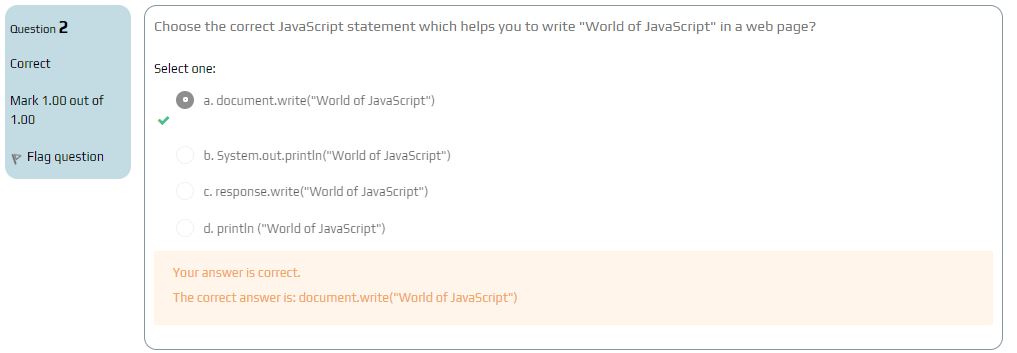 Question 2
Correct
Mark 1.00 out of
1.00
Flag question
Choose the correct JavaScript statement which helps you to write "World of JavaScript" in a web page?
Select one:
a. document.write("World of JavaScript")
b. System.out.println("World of JavaScript")
c. response.write("World of JavaScript")
d. println ("World of JavaScript")
Your answer is correct.
The correct answer is: document.write("World of JavaScript")